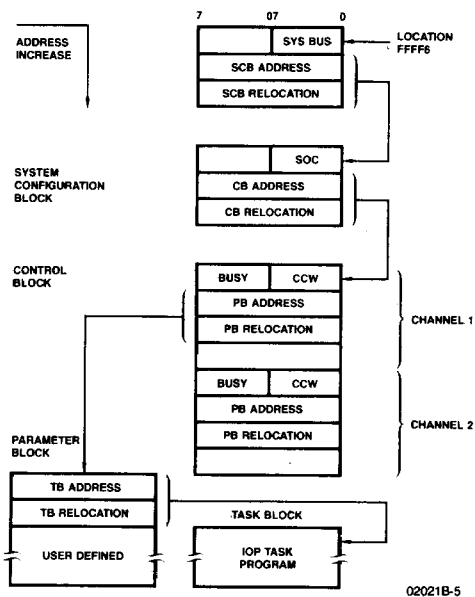 7 07 0
ADDRESS
INCREASE
SYS BUS
LOCATION
FFFF6
SCB ADDRESS
SCB RELOCATION
SYSTEM
CONFIGURATION
BLOCK
SOC
CB ADDRESS
CB RELOCATION
CONTROL
BLOCK
BUSY CCW
PB ADDRESS
PB RELOCATION
CHANNEL 1
BUSY CCW
PB ADDRESS
PB RELOCATION
CHANNEL 2
PARAMETER
BLOCK
TB ADDRESS
TB RELOCATION
USER DEFINED
TASK BLOCK
IOP TASK
PROGRAM
02021B-5